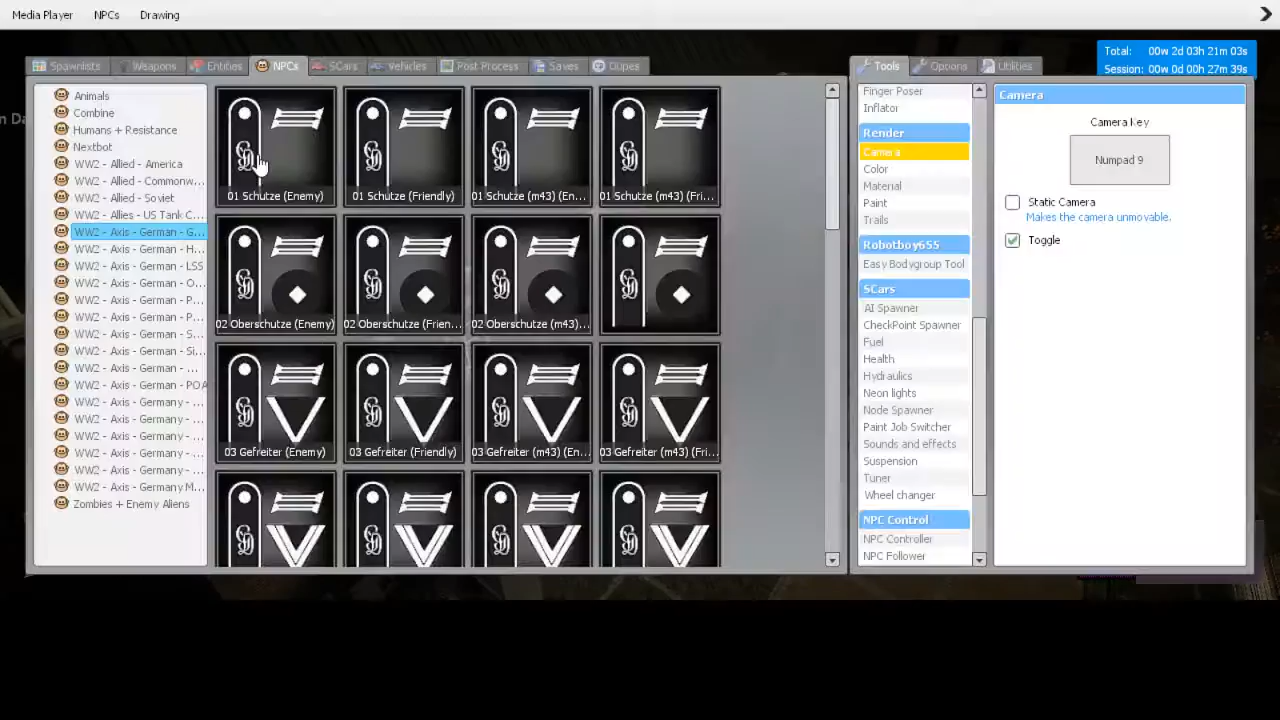 Media Player NPCs Drawing
Total: 00w 2d 03h 21m 03s
Session: 00w 0d 00h 27m 39s
Spawnlists Weapons Entities NPCs SCars Vehicles Post Process Saves Dupes
Tools Options Utilities
Animals
Combine
Humans + Resistance
Nextbot
WW2 - Allied - America
WW2 - Allied - Commonw...
WW2 - Allied - Soviet
WW2 - Allies - US Tank C...
WW2 - Axis - German - G...
WW2 - Axis - German - H...
WW2 - Axis - German - LSS
WW2 - Axis - German - O...
WW2 - Axis - German - P...
WW2 - Axis - German - P...
WW2 - Axis - German - S...
WW2 - Axis - German - Si...
WW2 - Axis - German - ...
WW2 - Axis - German - POA
WW2 - Axis - Germany - ...
WW2 - Axis - Germany - ...
WW2 - Axis - Germany - ...
WW2 - Axis - Germany - ...
WW2 - Axis - Germany - ...
WW2 - Axis - Germany M...
Zombies + Enemy Aliens
01 Schutze (Enemy)
01 Schutze (Friendly)
01 Schutze (m43) (En...
01 Schutze (m43) (Fri...
02 Oberschutze (Enemy)
02 Oberschutze (Frien...
02 Oberschutze (m43)...
03 Gefreiter (Enemy)
03 Gefreiter (Friendly)
03 Gefreiter (m43) (En...
03 Gefreiter (m43) (Fri...
Finger Poser
Inflator
Render
Camera
Color
Material
Paint
Trails
Robotboy655
Easy Bodygroup Tool
SCars
AI Spawner
CheckPoint Spawner
Fuel
Health
Hydraulics
Neon lights
Node Spawner
Paint Job Switcher
Sounds and effects
Suspension
Tuner
Wheel changer
NPC Control
NPC Controller
NPC Follower
Camera
Camera Key
Numpad 9
Static Camera
Makes the camera unmovable.
Toggle